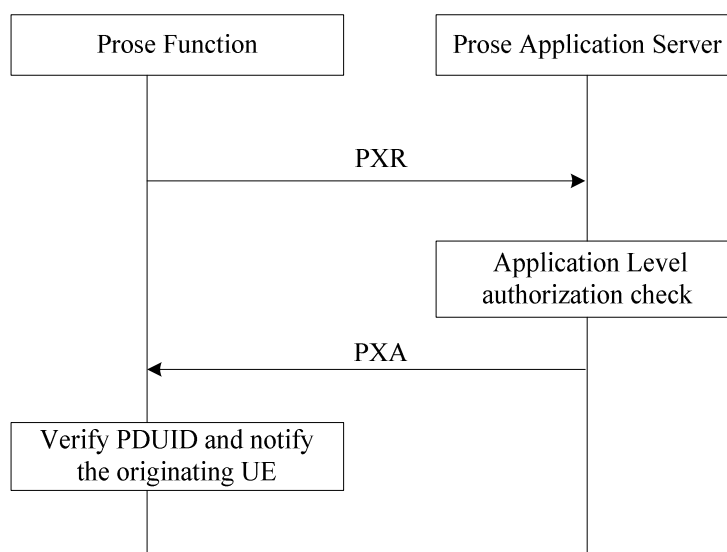 Prose Function
Prose Application Server
PXR
Application Level
authorization check
PXA
Verify PDUID and notify
the originating UE